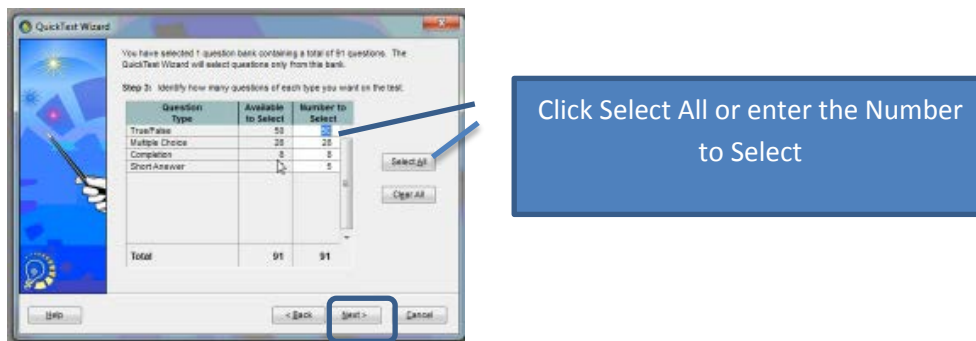 QuickTest Wizard
You have selected 1 question bank containing a total of 91 questions. The
QuickTest Wizard will select questions only from this bank.
Step 3: Identify how many questions of each type you want on the test.
Question Type Available to Select Number to Select
True/False 50 50
Multiple Choice 28 28
Completion 8 8
Short Answer 5
Total 91 91
Select All
Clear All
Help < Back Next > Cancel
Click Select All or enter the Number
to Select